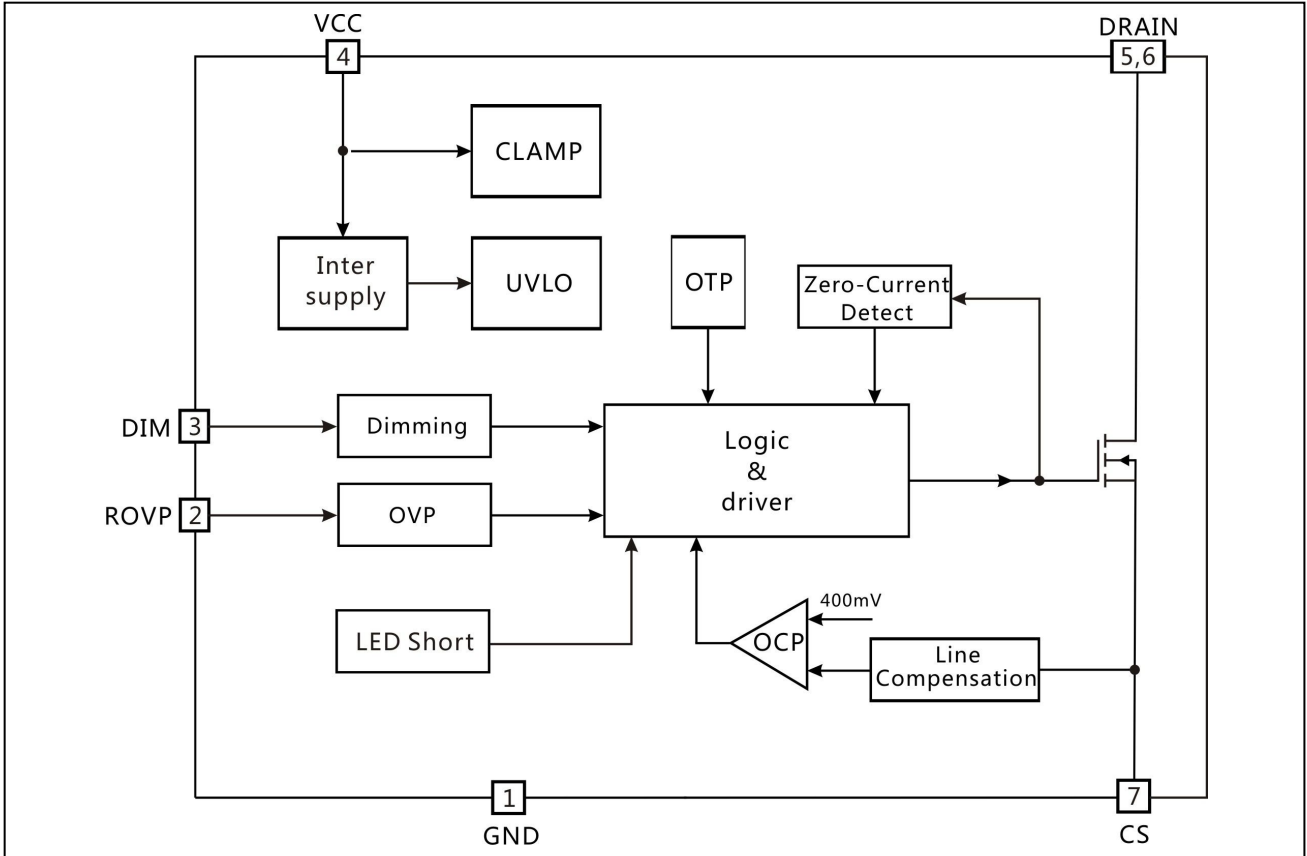 VCC
DRAIN
4
5,6
CLAMP
Inter
supply
UVLO
OTP
Zero-Current
Detect
DIM
3
Dimming
Logic
&
driver
ROVP
2
OVP
400mV
LED Short
OCP
Line
Compensation
1
7
GND
CS